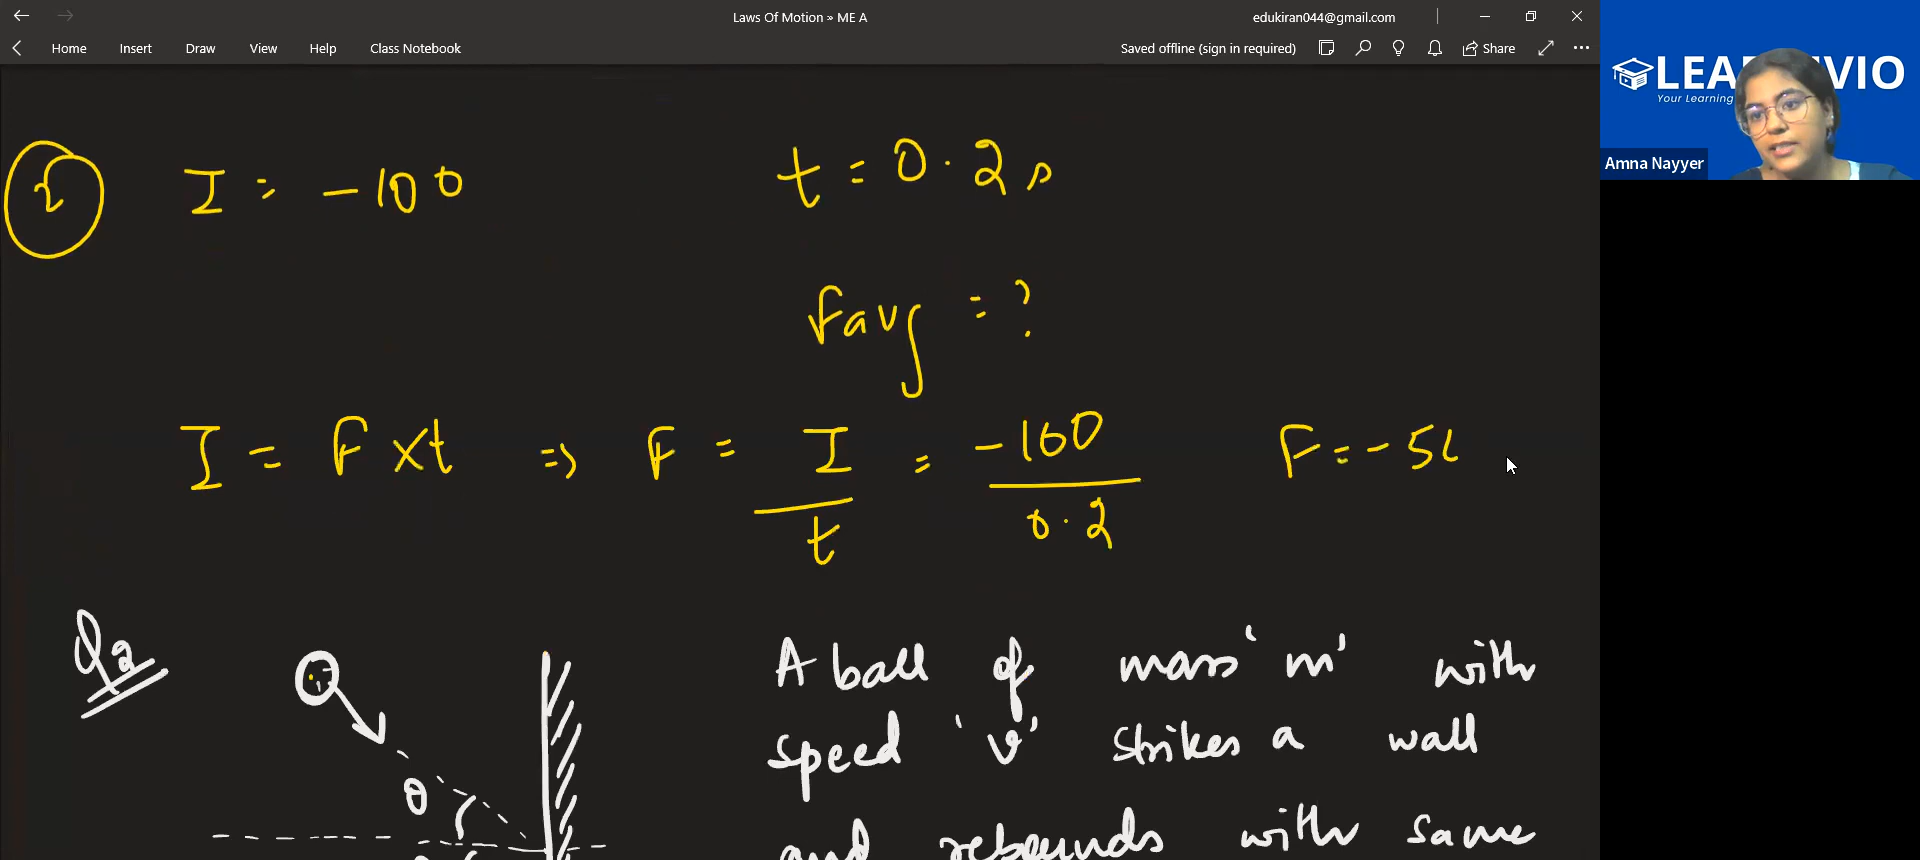 Laws Of Motion » ME A
edukiran044@gmail.com
Home Insert Draw View Help Class Notebook
Saved offline (sign in required)
Share
Your Learning
Amna Nayyer
I = -100
t = 0.2 s
Favg = ?
I = F × t ⇒ F = I/t = -100/0.2
F = -5
Q2
θ
A ball of mass 'm' with
speed 'v' strikes a wall
and rebounds with same